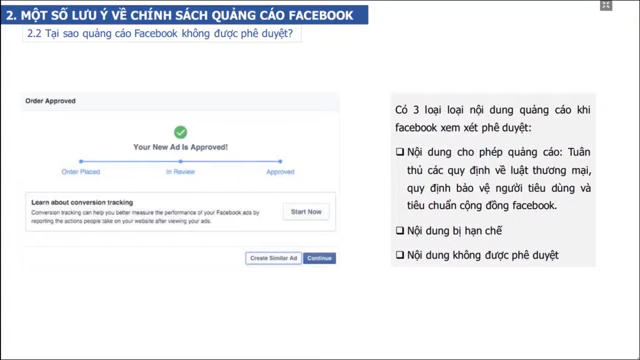 2. MỘT SỐ LƯU Ý VỀ CHÍNH SÁCH QUẢNG CÁO FACEBOOK
2.2 Tại sao quảng cáo Facebook không được phê duyệt?
Order Approved
Your New Ad Is Approved!
Order Placed
In Review
Approved
Learn about conversion tracking
Conversion tracking can help you better measure the performance of your Facebook ads by
reporting the actions people take on your website after viewing your ads.
Start Now
Create Similar Ad
Continue
Có 3 loại loại nội dung quảng cáo khi
facebook xem xét phê duyệt:
❑ Nội dung cho phép quảng cáo: Tuân
thủ các quy định về luật thương mại,
quy định bảo vệ người tiêu dùng và
tiêu chuẩn cộng đồng facebook.
❑ Nội dung bị hạn chế
❑ Nội dung không được phê duyệt